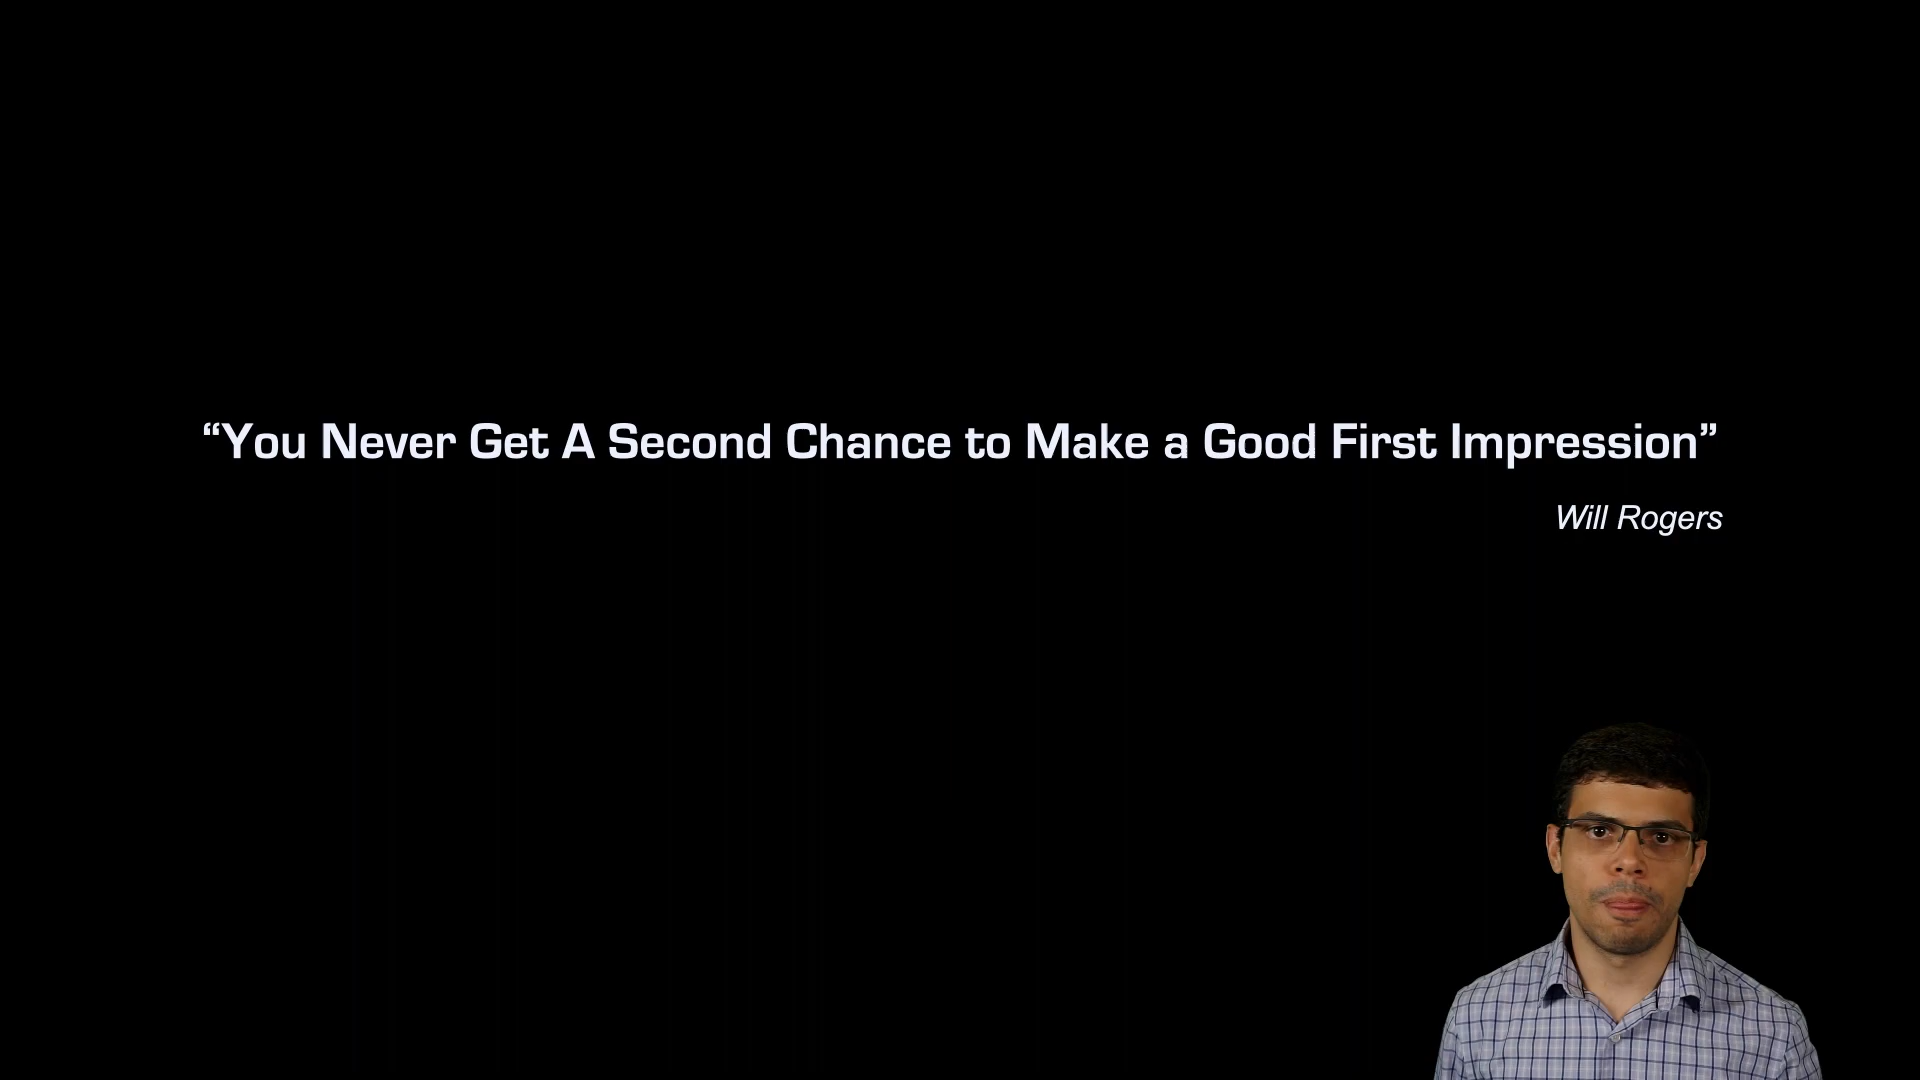 “You Never Get A Second Chance to Make a Good First Impression”
Will Rogers